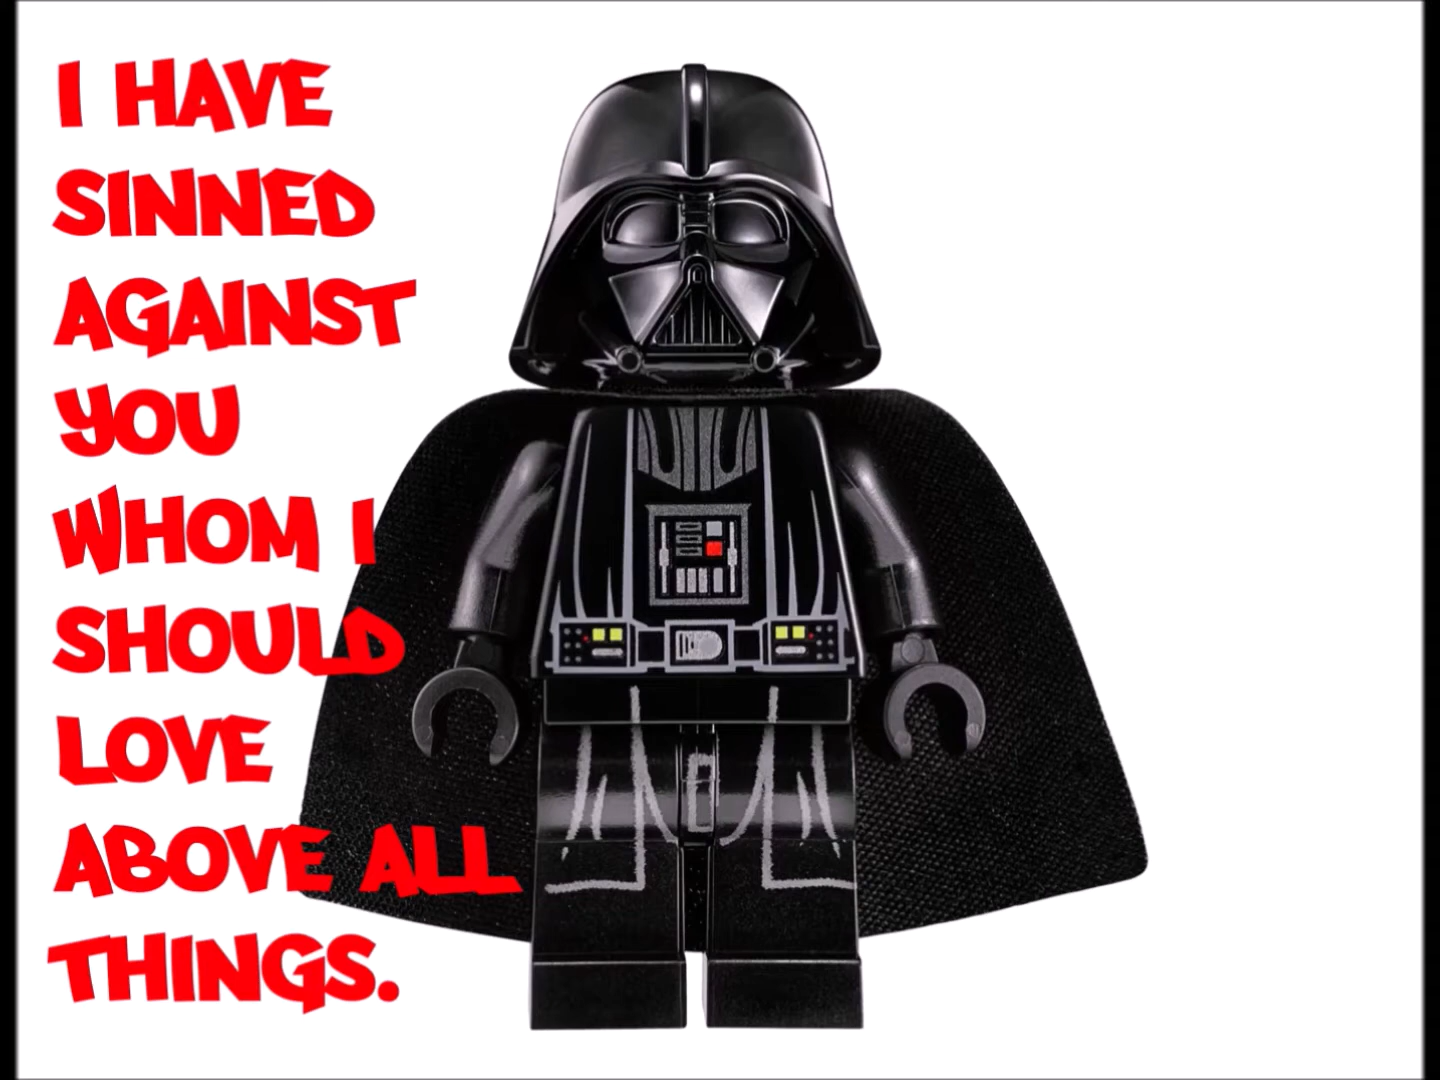 I HAVE
SINNED
AGAINST
YOU
WHOM I
SHOULD
LOVE
ABOVE ALL
THINGS.